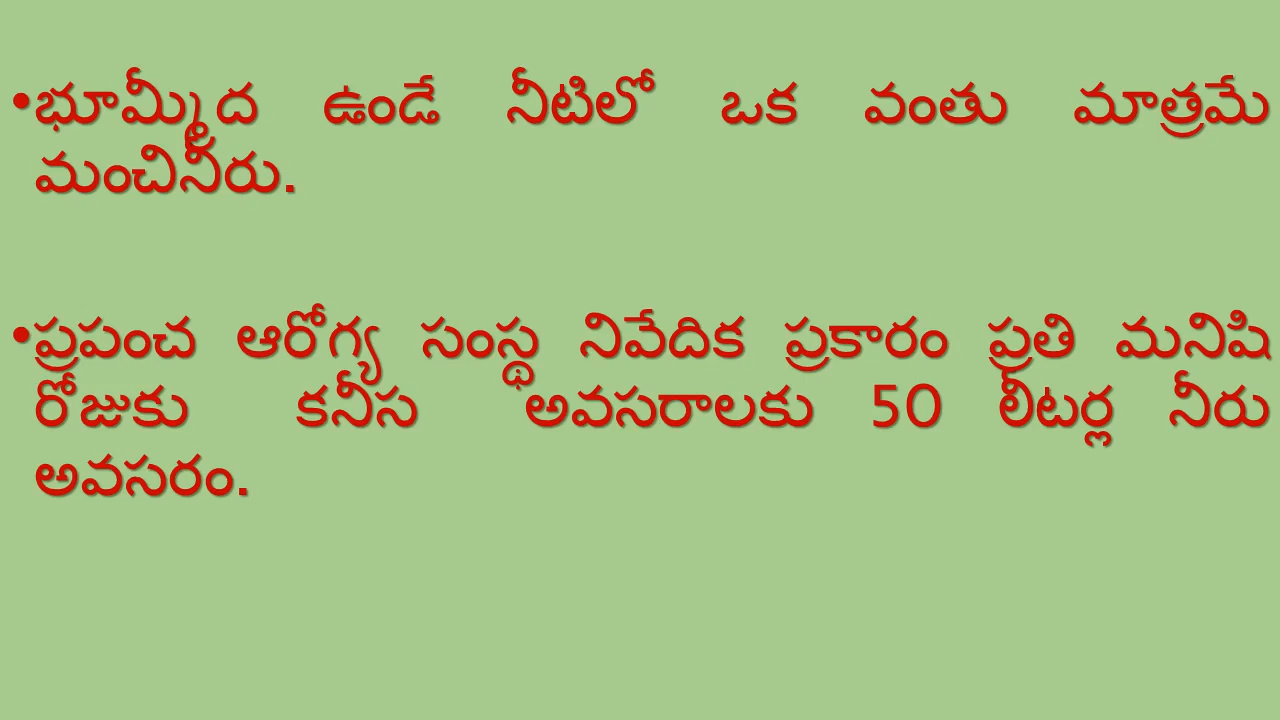 •భూమ్మీద ఉండే నీటిలో ఒక వంతు మాత్రమే
మంచినీరు.
•ప్రపంచ ఆరోగ్య సంస్థ నివేదిక ప్రకారం ప్రతి మనిషి
రోజుకు కనీస అవసరాలకు 50 లీటర్ల నీరు
అవసరం.